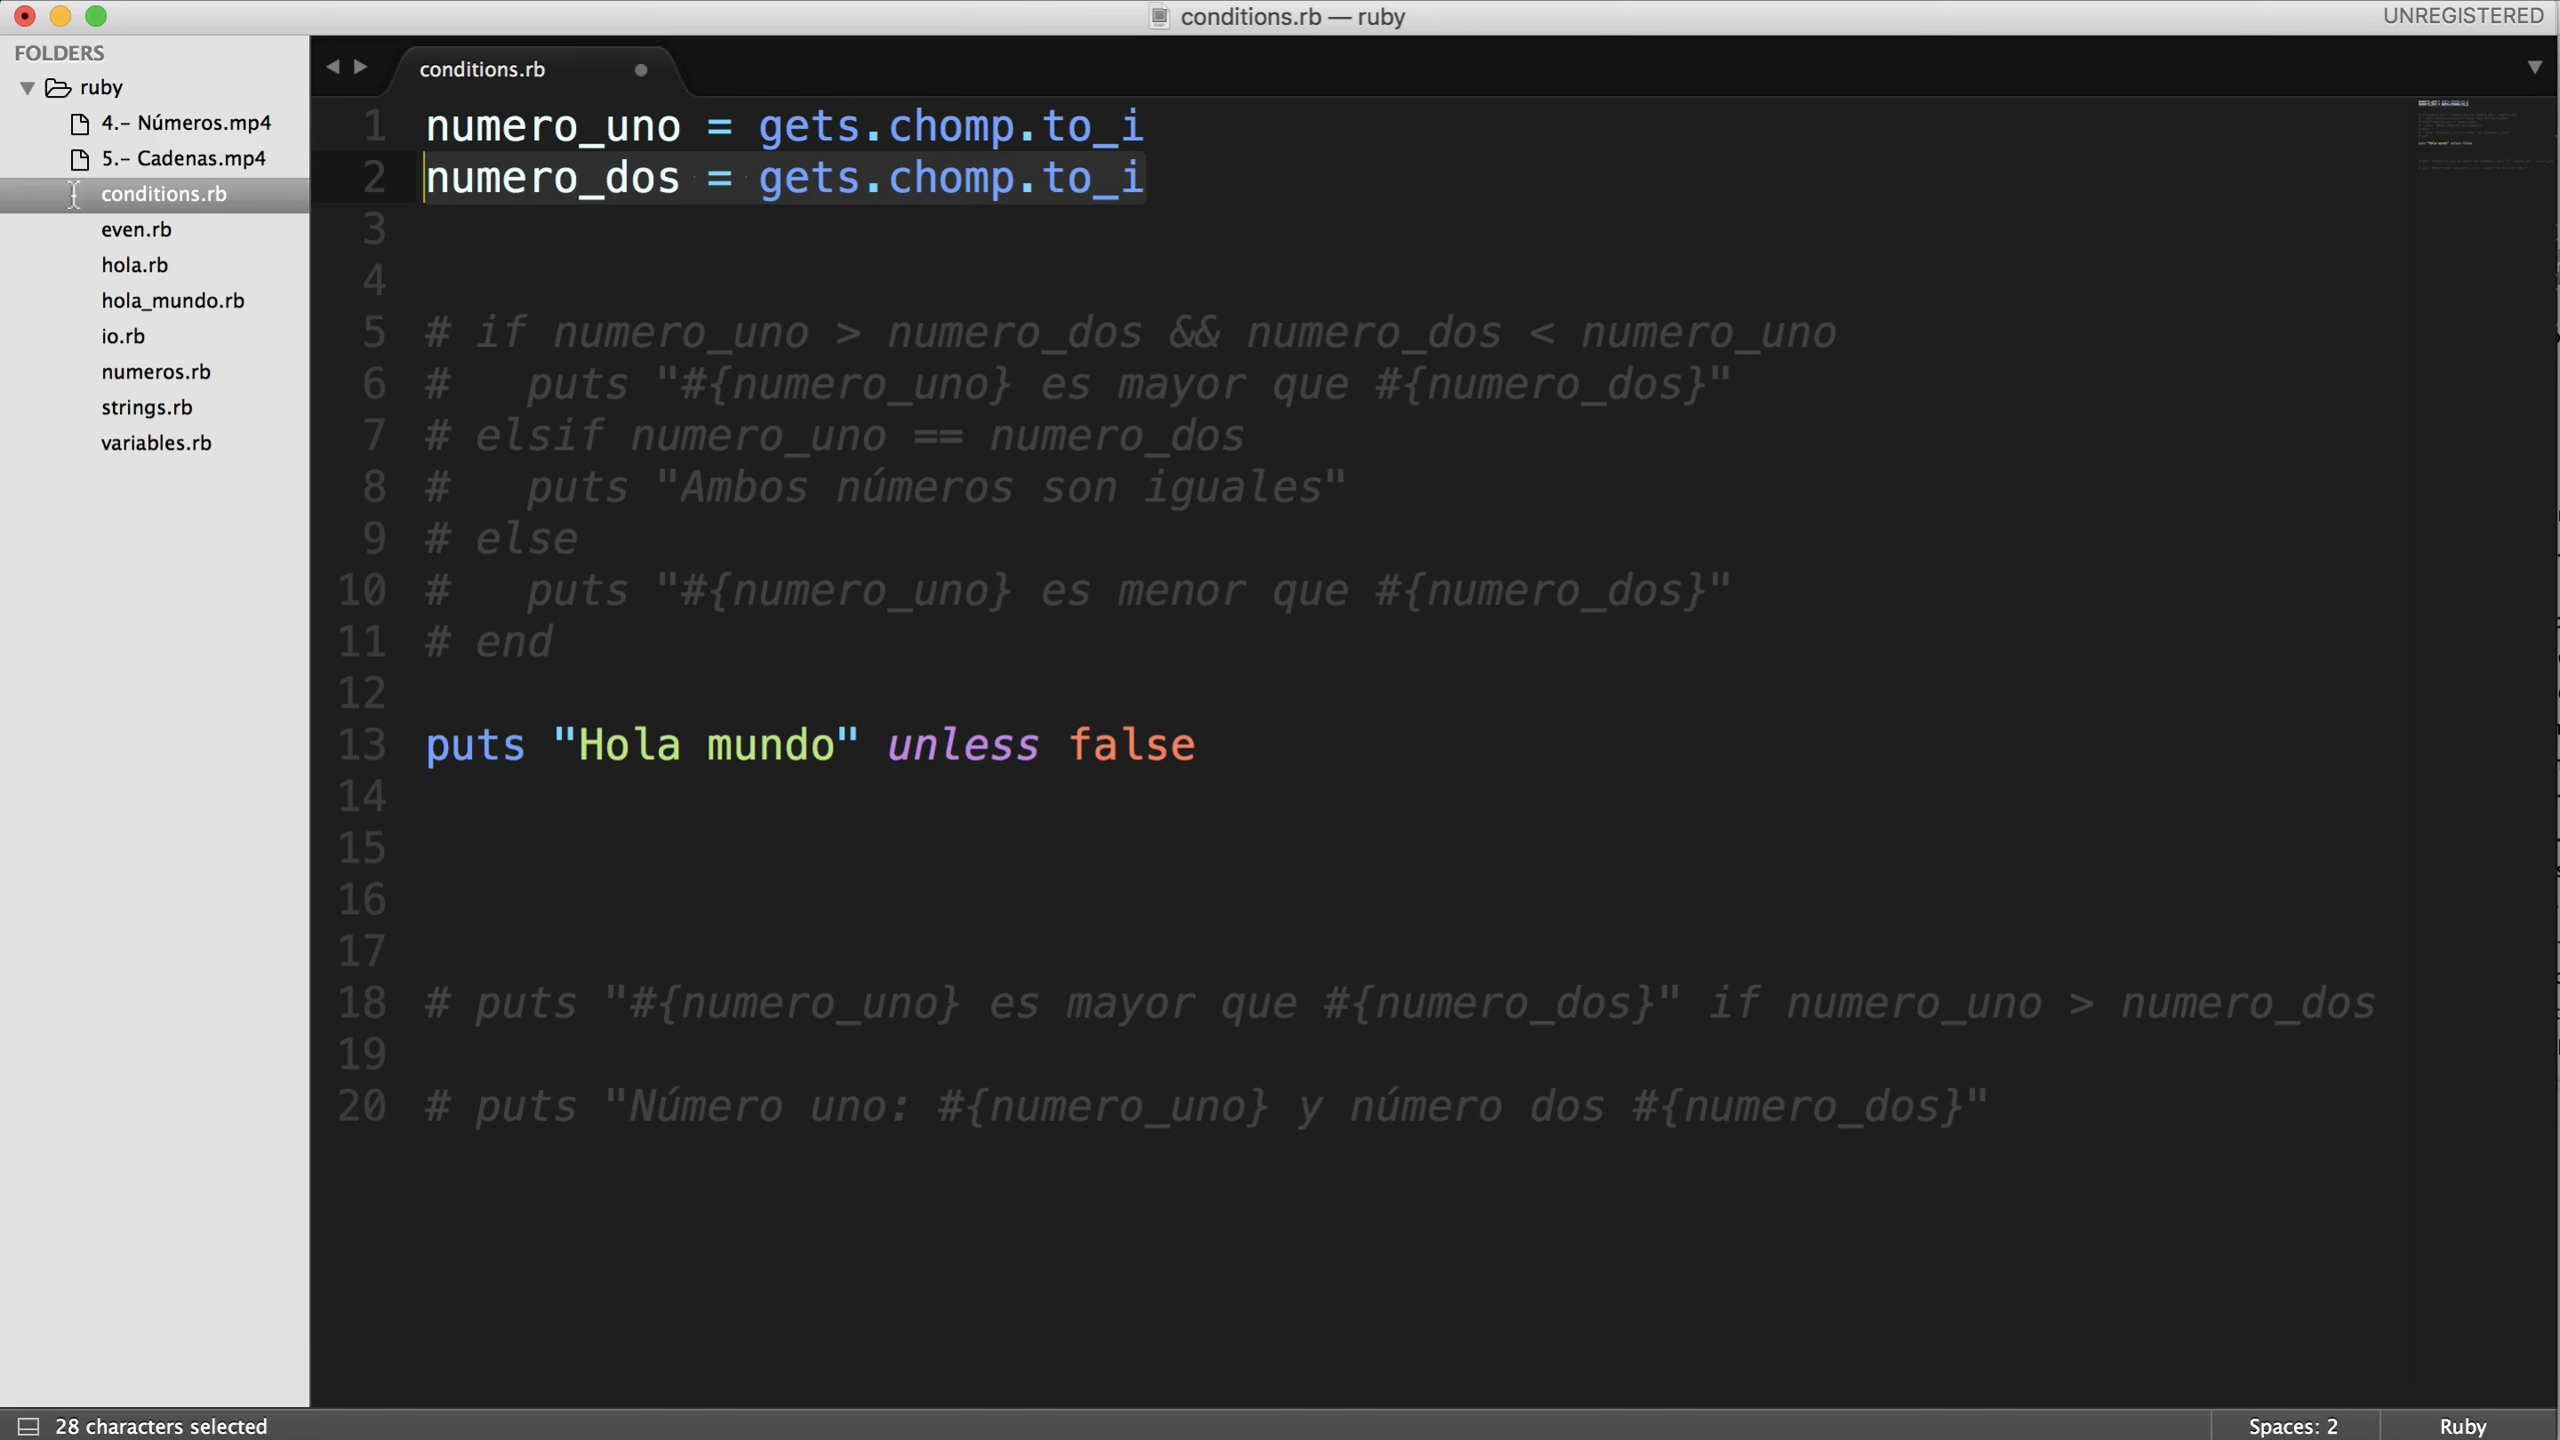 conditions.rb — ruby
UNREGISTERED
FOLDERS
ruby
4.- Números.mp4
5.- Cadenas.mp4
conditions.rb
even.rb
hola.rb
hola_mundo.rb
io.rb
numeros.rb
strings.rb
variables.rb
conditions.rb
1 numero_uno = gets.chomp.to_i
2 numero_dos = gets.chomp.to_i
3
4
5 # if numero_uno > numero_dos && numero_dos < numero_uno
6 #   puts "#{numero_uno} es mayor que #{numero_dos}"
7 # elsif numero_uno == numero_dos
8 #   puts "Ambos números son iguales"
9 # else
10 #   puts "#{numero_uno} es menor que #{numero_dos}"
11 # end
12
13 puts "Hola mundo" unless false
14
15
16
17
18 # puts "#{numero_uno} es mayor que #{numero_dos}" if numero_uno > numero_dos
19
20 # puts "Número uno: #{numero_uno} y número dos #{numero_dos}"
28 characters selected
Spaces: 2
Ruby